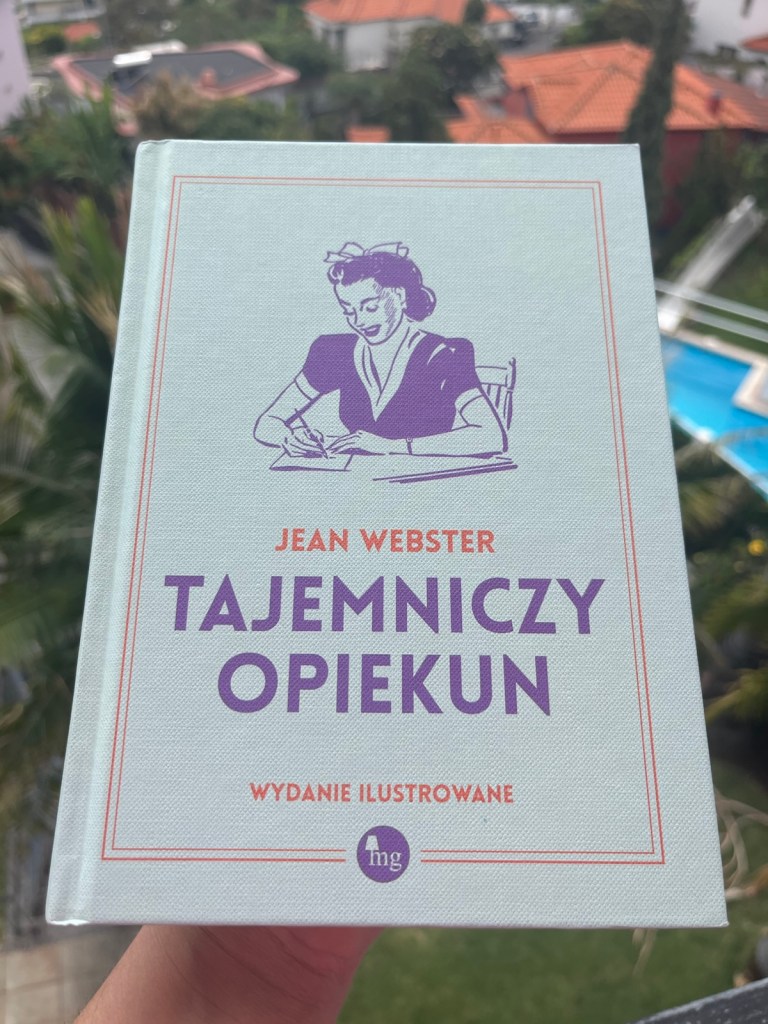 JEAN WEBSTER
TAJEMNICZY
OPIEKUN
WYDANIE ILUSTROWANE
mg